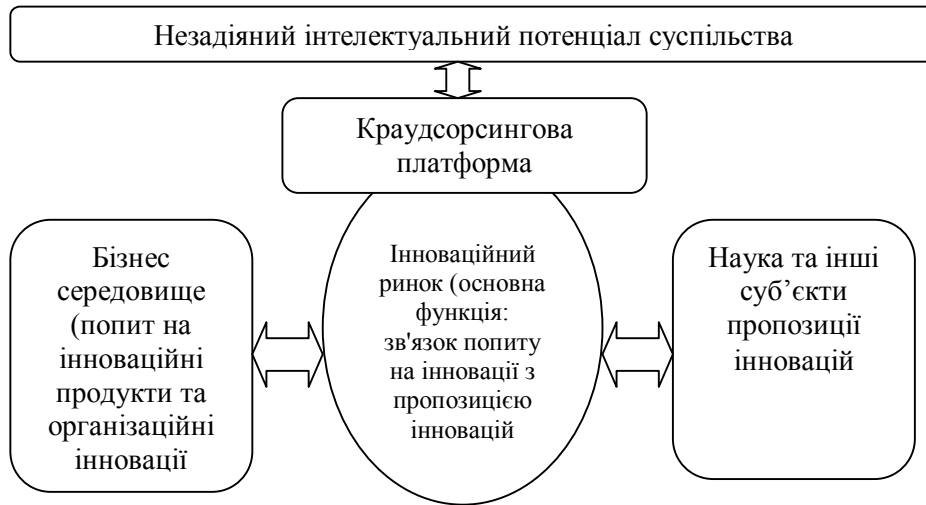 Незадіяний інтелектуальний потенціал суспільства
Краудсорсингова
платформа
Бізнес
середовище
(попит на
інноваційні
продукти та
організаційні
інновації
Інноваційний
ринок (основна
функція:
зв'язок попиту
на інновації з
пропозицією
інновацій
Наука та інші
суб’єкти
пропозиції
інновацій